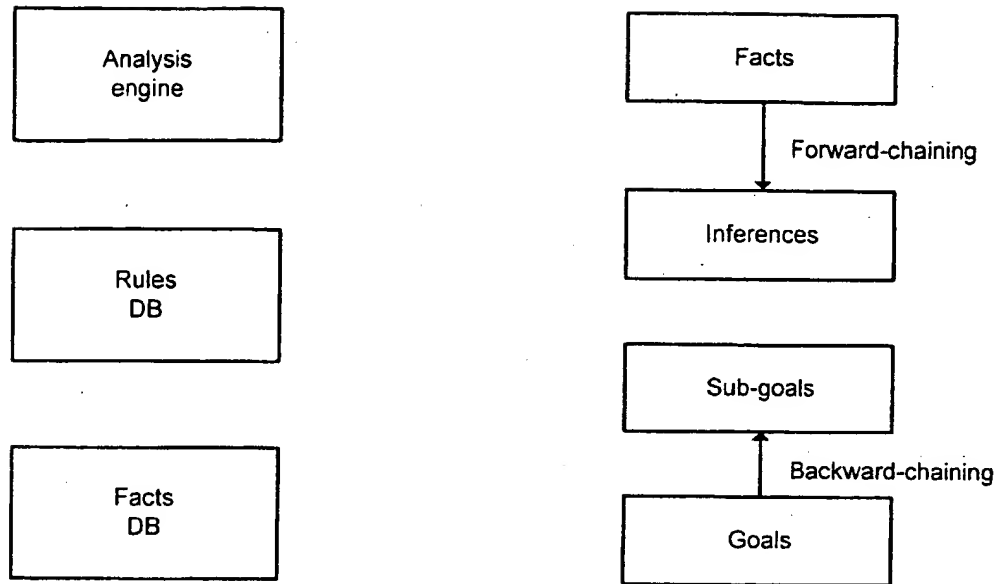 Analysis
engine
Rules
DB
Facts
DB
Facts
Forward-chaining
Inferences
Sub-goals
Backward-chaining
Goals